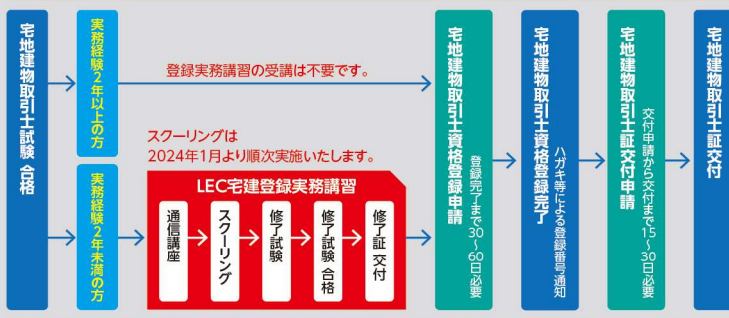 宅地建物取引士試験 合格
実務経験2年以上の方
登録実務講習の受講は不要です。
実務経験2年未満の方
スクーリングは
2024年1月より順次実施いたします。
LEC宅建登録実務講習
通信講座
スクーリング
修了試験
修了試験 合格
修了証 交付
宅地建物取引士資格登録申請
登録完了まで30～60日必要
宅地建物取引士資格登録完了
ハガキ等による登録番号通知
宅地建物取引士証交付申請
交付申請から交付まで15～30日必要
宅地建物取引士証交付